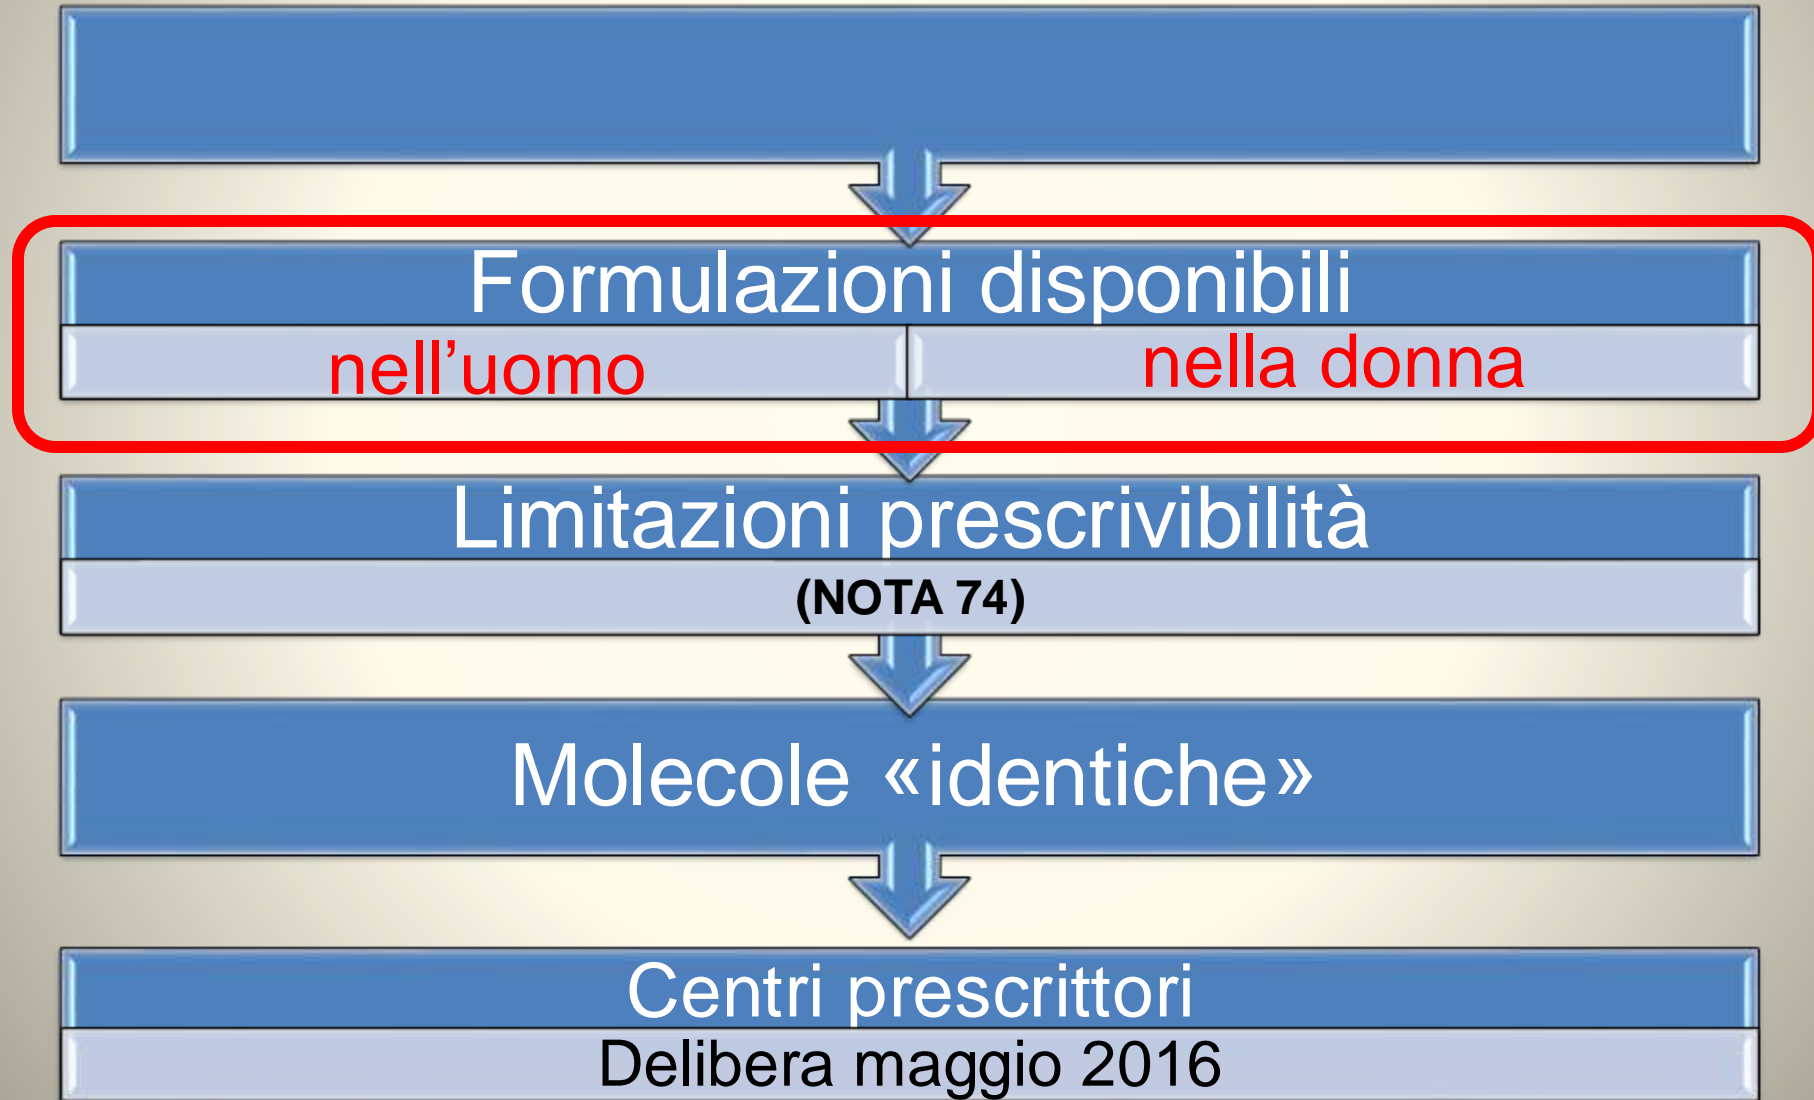 Formulazioni disponibili
nell’uomo
nella donna
Limitazioni prescrivibilità
(NOTA 74)
Molecole «identiche»
Centri prescrittori
Delibera maggio 2016